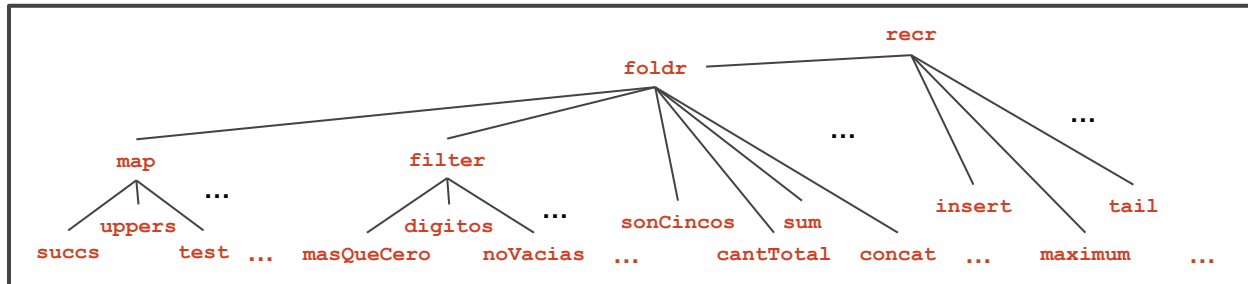 recr
foldr
...
...
map
filter
...
...
insert
tail
uppers
digitos
sonCincos
sum
succs
test
...
masQueCero
noVacias
...
cantTotal
concat
...
maximum
...